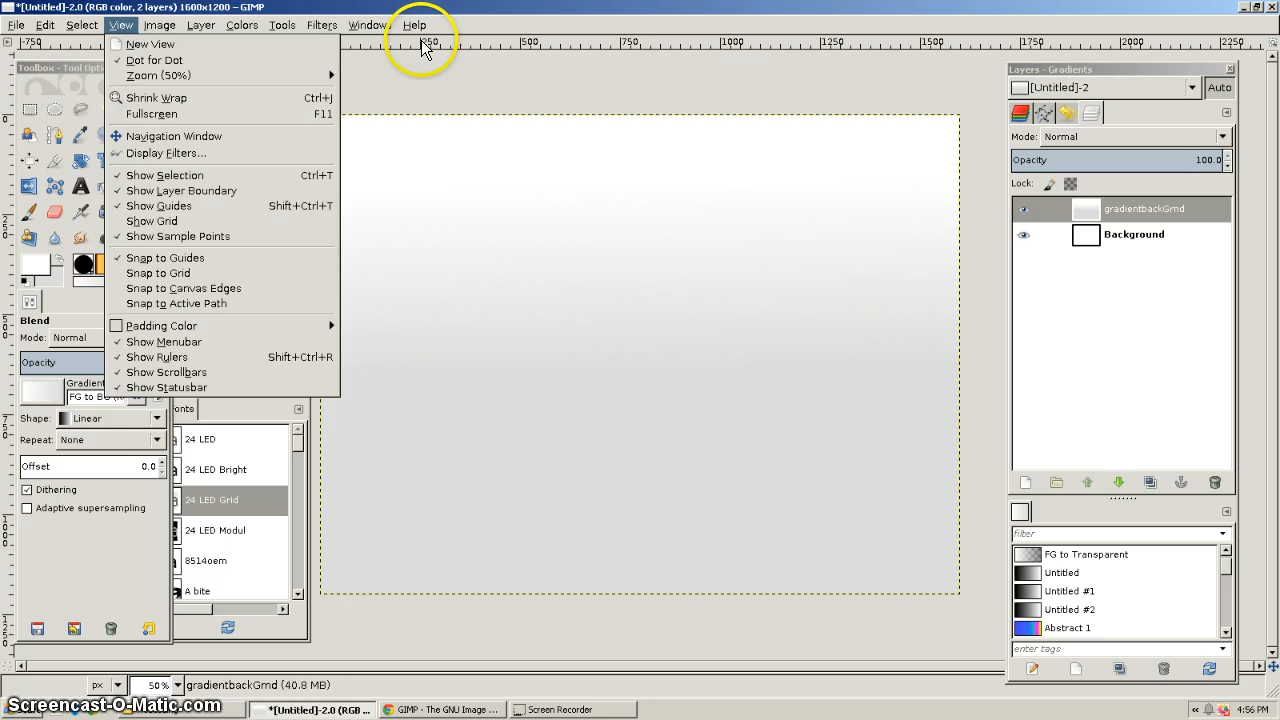 *[Untitled]-2.0 (RGB color, 2 layers) 1600x1200 – GIMP
File Edit Select View Image Layer Colors Tools Filters Windows Help
-750 250 500 750 1000 1250 1500 1750 2000 2250
Toolbox - Tool
New View
Dot for Dot
Zoom (50%)
Shrink Wrap Ctrl+J
Fullscreen F11
Navigation Window
Display Filters...
Show Selection Ctrl+T
Show Layer Boundary
Show Guides Shift+Ctrl+T
Show Grid
Show Sample Points
Snap to Guides
Snap to Grid
Snap to Canvas Edges
Snap to Active Path
Padding Color
Show Menubar
Show Rulers Shift+Ctrl+R
Show Scrollbars
Show Statusbar
Blend
Mode: Normal
Opacity
Gradient
FG to BG (R
Shape: Linear
Repeat: None
Offset 0.0
Dithering
Adaptive supersampling
onts
24 LED
24 LED Bright
24 LED Grid
24 LED Modul
8514oem
A bite
Layers - Gradients
[Untitled]-2 Auto
Mode: Normal
Opacity 100.0
Lock:
gradientbackGrnd
Background
filter
FG to Transparent
Untitled
Untitled #1
Untitled #2
Abstract 1
enter tags
px 50% gradientbackGrnd (40.8 MB)
Screencast-O-Matic.com
*[Untitled]-2.0 (RGB ... GIMP - The GNU Image ... Screen Recorder 4:56 PM